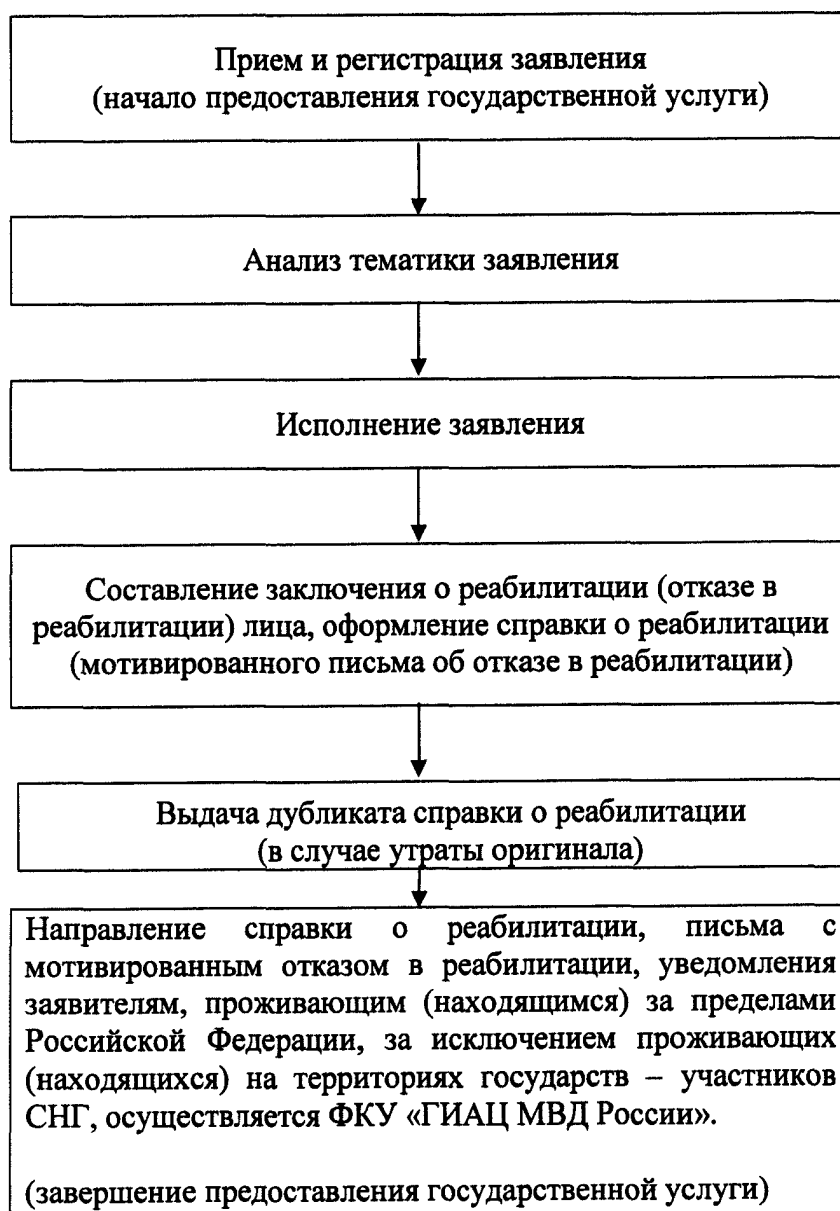 Прием и регистрация заявления
(начало предоставления государственной услуги)
Анализ тематики заявления
Исполнение заявления
Составление заключения о реабилитации (отказе в
реабилитации) лица, оформление справки о реабилитации
(мотивированного письма об отказе в реабилитации)
Выдача дубликата справки о реабилитации
(в случае утраты оригинала)
Направление справки о реабилитации, письма с
мотивированным отказом в реабилитации, уведомления
заявителям, проживающим (находящимся) за пределами
Российской Федерации, за исключением проживающих
(находящихся) на территориях государств – участников
СНГ, осуществляется ФКУ «ГИАЦ МВД России».
(завершение предоставления государственной услуги)